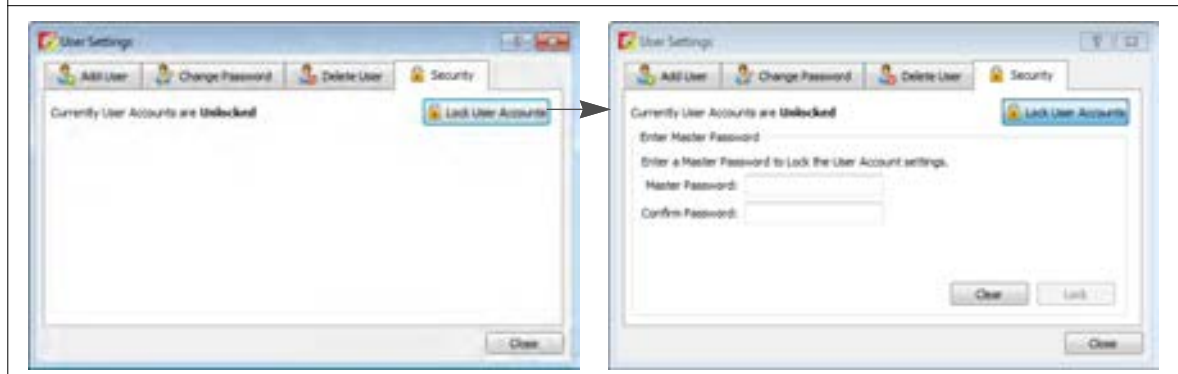 User Settings
Add User
Change Password
Delete User
Security
Currently User Accounts are Unlocked
Lock User Accounts
Close
User Settings
Add User
Change Password
Delete User
Security
Currently User Accounts are Unlocked
Lock User Accounts
Enter Master Password
Enter a Master Password to Lock the User Account settings.
Master Password:
Confirm Password:
Clear
Lock
Close